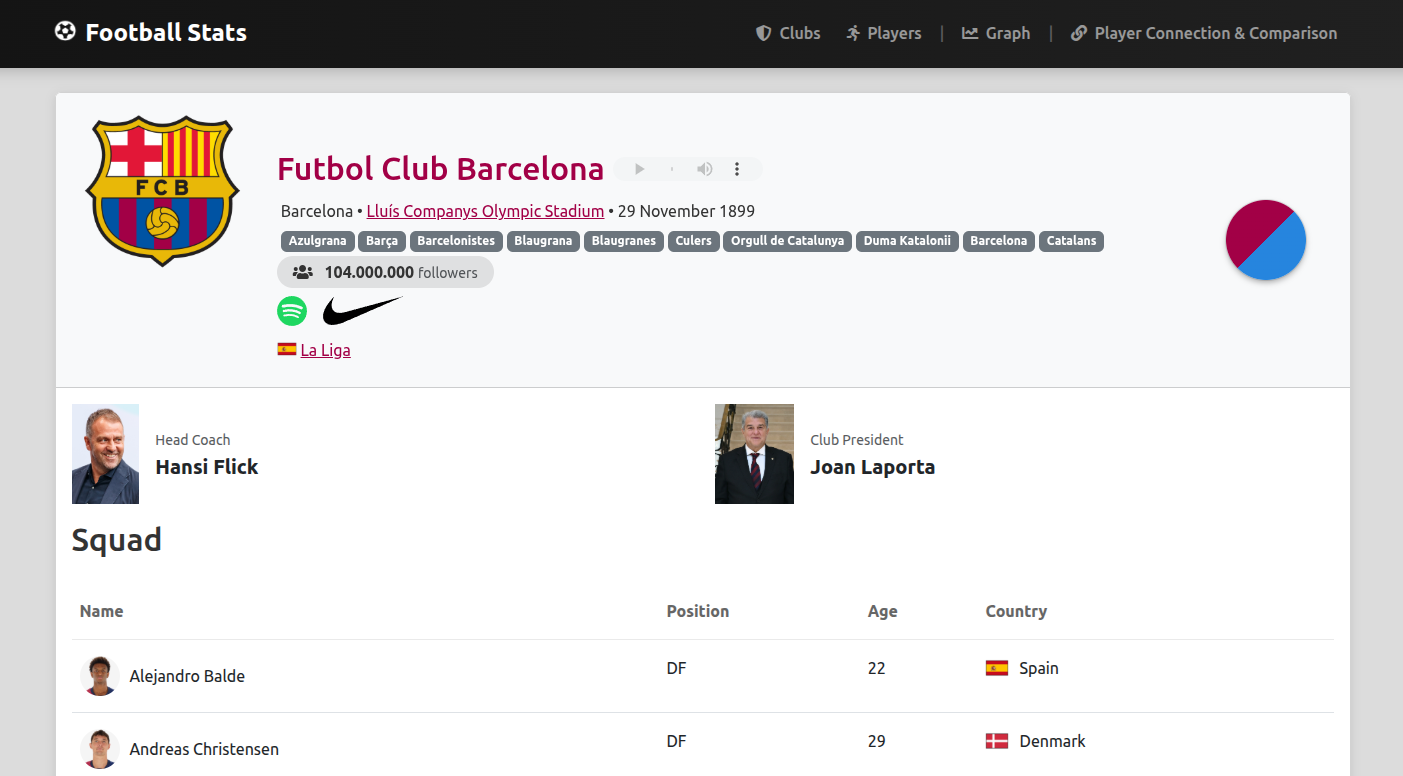 Football Stats
Clubs
Players
|
Graph
|
Player Connection & Comparison
FCB
Futbol Club Barcelona
Barcelona • Lluís Companys Olympic Stadium • 29 November 1899
Azulgrana Barça Barcelonistes Blaugrana Blaugranes Culers Orgull de Catalunya Duma Katalonii Barcelona Catalans
104.000.000 followers
La Liga
Head Coach
Hansi Flick
Club President
Joan Laporta
Squad
Name Position Age Country
Alejandro Balde DF 22 Spain
Andreas Christensen DF 29 Denmark